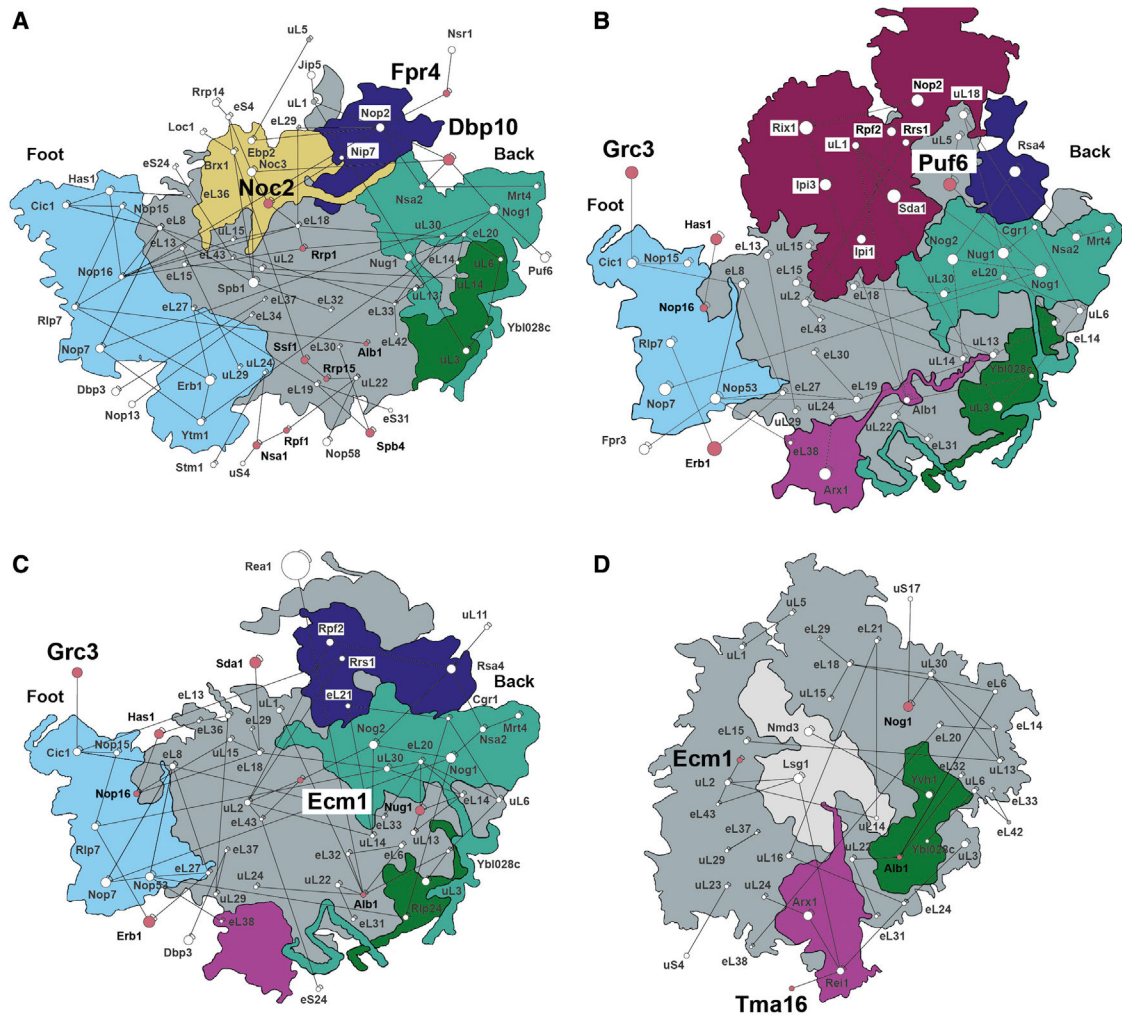 A
uL5
Nsr1
Jip5
Fpr4
Rrp14
eS4
uL1
Nop2
Loc1
eL29
Dbp10
Foot
Ebp2
Nip7
Back
Brx1
Noc3
eS24
Has1
eL36
Noc2
Nsa2
Mrt4
Cic1
Nop15
eL8
eL18
Nog1
uL15
uL30
eL20
eL13
eL43
Rrp1
Nop16
uL2
Nug1
eL14
uL6
eL15
Spb1
Puf6
uL13
uL14
eL27
eL37
eL32
eL33
Rlp7
eL34
Ybl028c
eL42
Nop7
Ssf1
eL30
Alb1
uL3
uL24
uL29
Rrp15
Erb1
eL19
uL22
Dbp3
Nop13
eS31
Ytm1
Rpf1
Spb4
Stm1
uS4
Nsa1
Nop58
B
Nop2
uL18
Rix1
Rpf2
Rrs1
uL1
uL5
Rsa4
Grc3
Puf6
Back
Ipi3
Foot
Sda1
Has1
Cgr1
Mrt4
eL13
uL15
Ipi1
Nog2
Nsa2
Cic1
Nop15
Nug1
eL8
eL15
uL30
eL20
Nog1
uL2
eL18
Nop16
uL6
eL43
eL14
Rlp7
uL13
eL30
uL14
Ybl028c
Nop7
Nop53
eL27
eL19
uL3
uL24
Alb1
uL29
uL22
Fpr3
eL31
Erb1
eL38
Arx1
C
Rea1
uL11
Rpf2
Grc3
Sda1
Rrs1
Rsa4
Foot
eL13
eL21
Back
Has1
uL1
Cgr1
eL36
eL29
Mrt4
Cic1
Nop15
Nog2
eL20
Nsa2
eL8
uL15
eL18
uL30
Nog1
Nop16
Ecm1
uL2
Nug1
eL14
uL6
eL43
eL33
uL13
Rlp7
uL14
eL37
eL32
eL6
Ybl028c
eL27
Nop7
Nop53
uL24
uL22
uL3
uL29
Alb1
Rlp24
eL38
eL31
Erb1
Dbp3
eS24
D
uS17
uL5
eL29
eL21
uL1
eL18
uL30
eL6
uL15
Nog1
eL14
eL15
Nmd3
eL20
Ecm1
Lsg1
eL32
uL13
uL2
Yvh1
uL6
eL33
eL43
uL14
eL42
eL37
Ybl028c
uL29
uL16
uL22
Alb1
uL3
uL23
uL24
Arx1
eL24
eL31
uS4
eL38
Rei1
Tma16